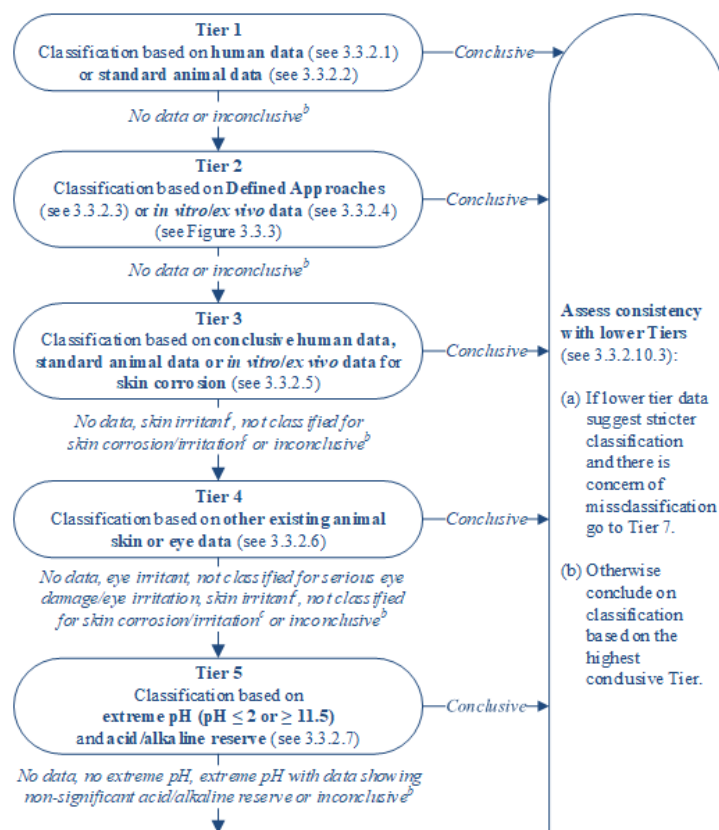 Tier 1
Classification based on human data (see 3.3.2.1)
or standard animal data (see 3.3.2.2)
Conclusive
No data or inconclusiveᵇ
Tier 2
Classification based on Defined Approaches
(see 3.3.2.3) or in vitro/ex vivo data (see 3.3.2.4)
(see Figure 3.3.3)
Conclusive
No data or inconclusiveᵇ
Tier 3
Classification based on conclusive human data,
standard animal data or in vitro/ex vivo data for
skin corrosion (see 3.3.2.5)
Conclusive
No data, skin irritantᶜ, not classified for
skin corrosion/irritationᶜ or inconclusiveᵇ
Tier 4
Classification based on other existing animal
skin or eye data (see 3.3.2.6)
Conclusive
No data, eye irritant, not classified for serious eye
damage/eye irritation, skin irritantᶜ, not classified
for skin corrosion/irritationᶜ or inconclusiveᵇ
Tier 5
Classification based on
extreme pH (pH ≤ 2 or ≥ 11.5)
and acid/alkaline reserve (see 3.3.2.7)
Conclusive
No data, no extreme pH, extreme pH with data showing
non-significant acid/alkaline reserve or inconclusiveᵇ
Assess consistency
with lower Tiers
(see 3.3.2.10.3):
(a) If lower tier data
suggest stricter
classification
and there is
concern of
missclassification
go to Tier 7.
(b) Otherwise
conclude on
classification
based on the
highest
conclusive Tier.